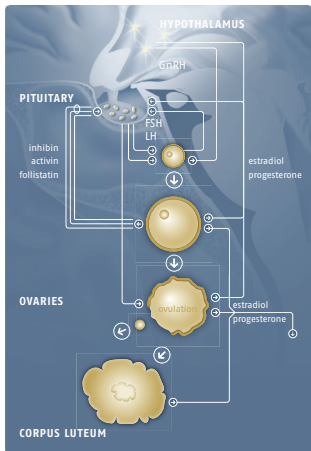 HYPOTHALAMUS
GnRH
PITUITARY
FSH
LH
inhibin
activin
follistatin
estradiol
progesterone
OVARIES
ovulation
estradiol
progesterone
CORPUS LUTEUM